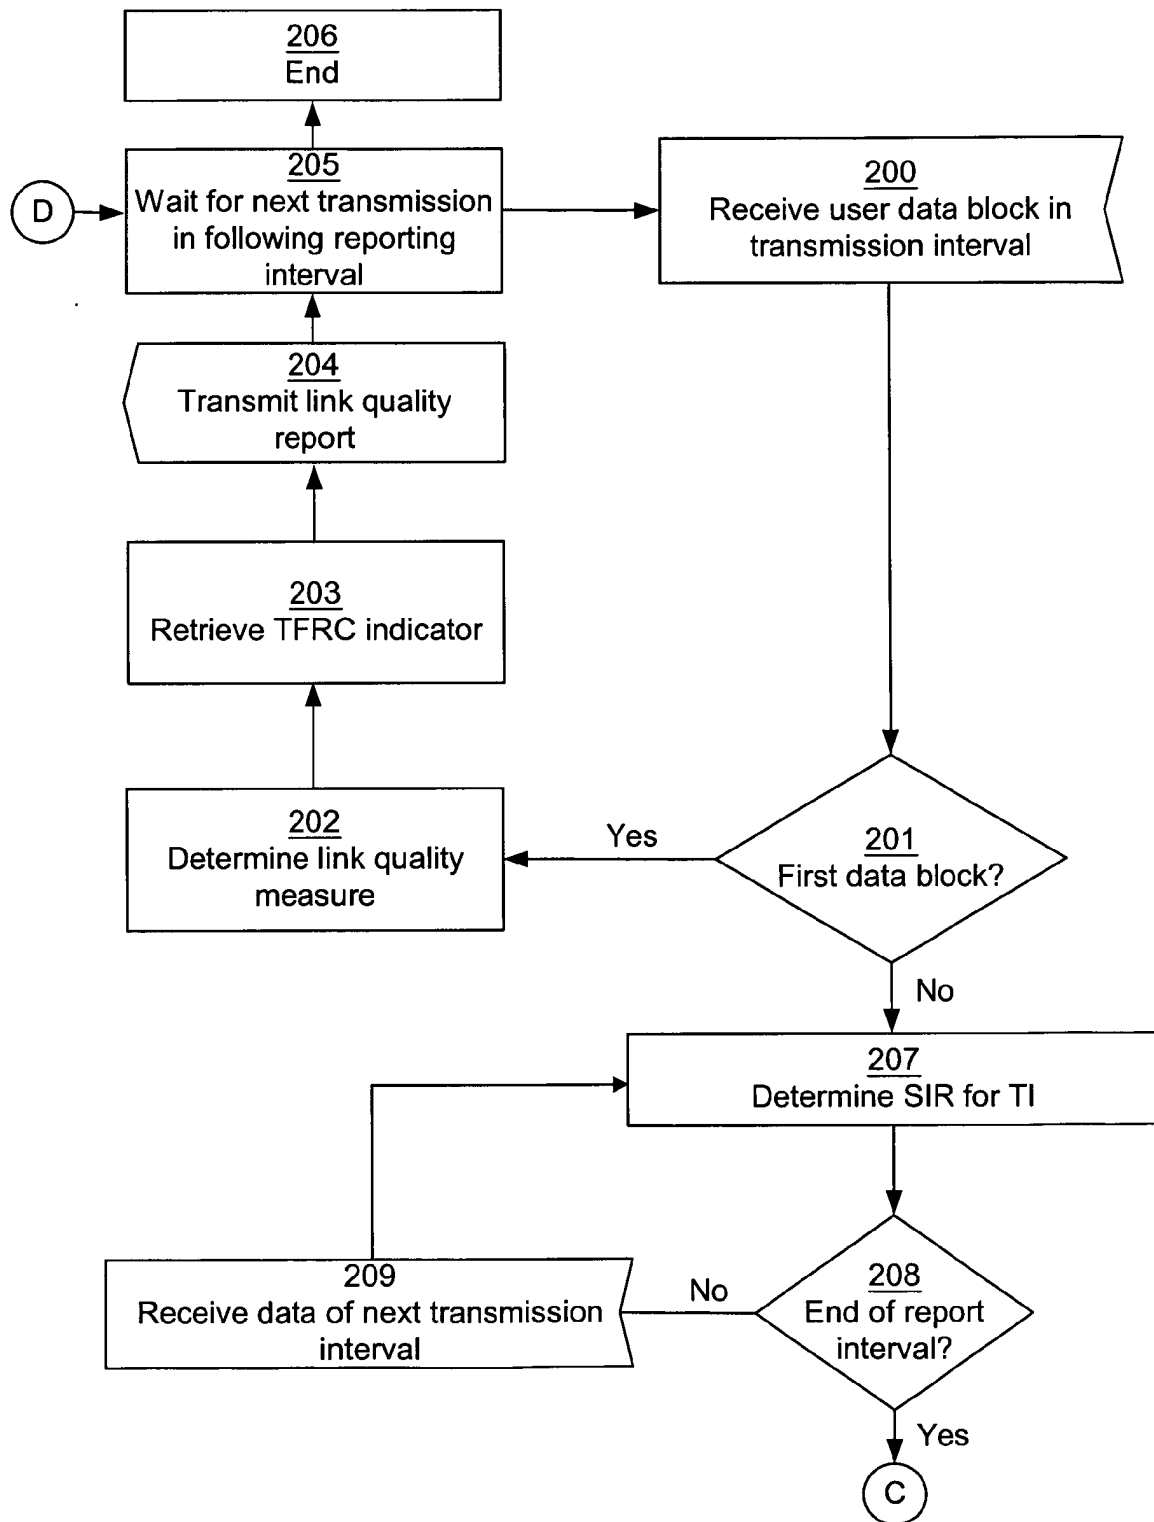 206
End
205
Wait for next transmission
in following reporting
interval
D
200
Receive user data block in
transmission interval
204
Transmit link quality
report
203
Retrieve TFRC indicator
202
Determine link quality
measure
Yes
201
First data block?
No
207
Determine SIR for TI
209
Receive data of next transmission
interval
No
208
End of report
interval?
Yes
C